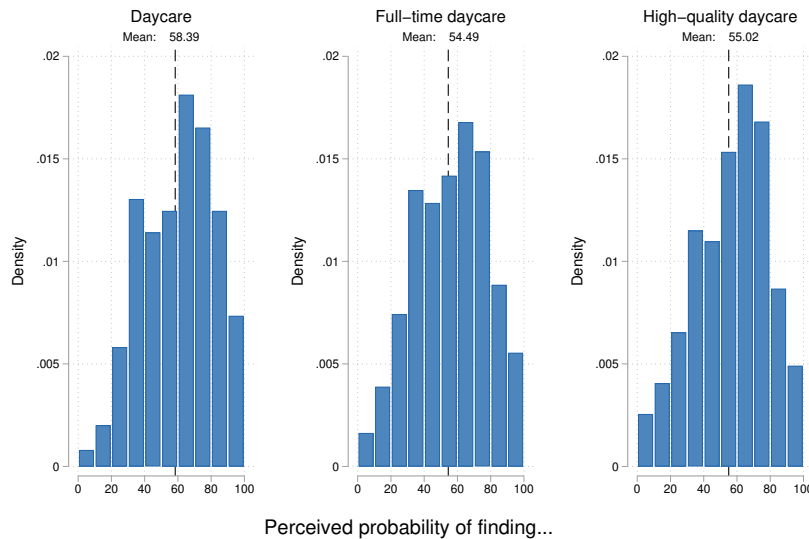 Daycare
Mean: 58.39
.02
.015
.01
.005
0
Density
0 20 40 60 80 100
Full-time daycare
Mean: 54.49
.02
.015
.01
.005
0
Density
0 20 40 60 80 100
High-quality daycare
Mean: 55.02
.02
.015
.01
.005
0
Density
0 20 40 60 80 100
Perceived probability of finding...